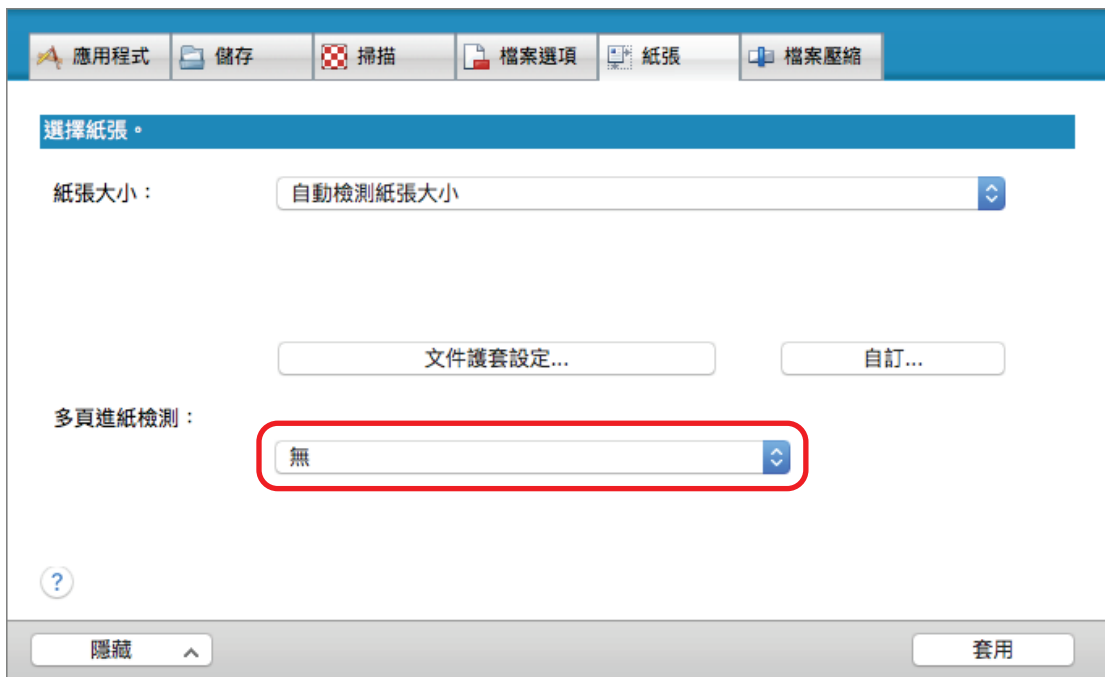 應用程式 儲存 掃描 檔案選項 紙張 檔案壓縮
選擇紙張。
紙張大小： 自動檢測紙張大小
文件護套設定... 自訂...
多頁進紙檢測：
無
?
隱藏 套用